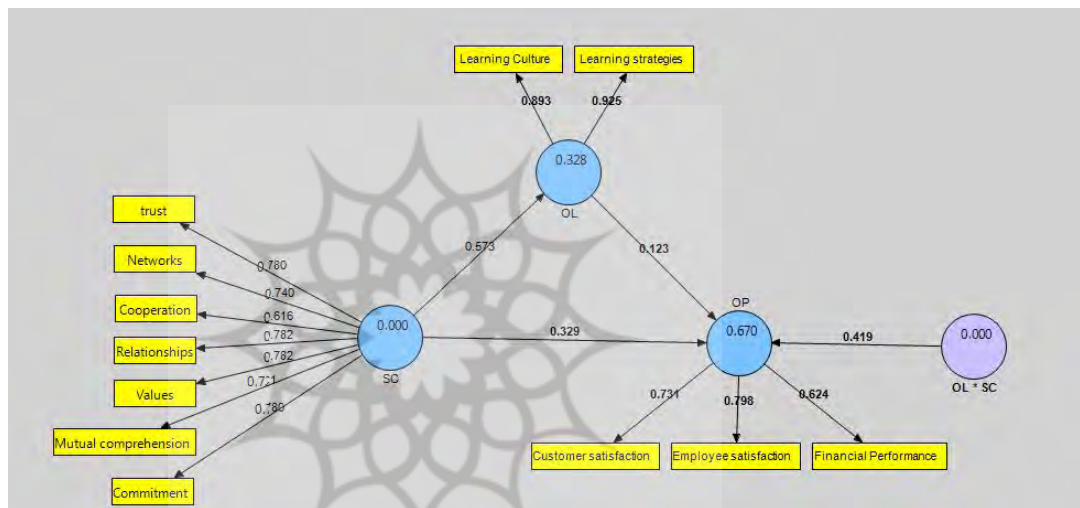 Learning Culture
Learning strategies
0.893
0.925
0.328
OL
trust
Networks
Cooperation
Relationships
Values
Mutual comprehension
Commitment
0.780
0.740
0.616
0.782
0.782
0.721
0.780
0.000
SC
0.573
0.123
0.329
OP
0.670
0.419
0.000
OL * SC
0.731
0.798
0.624
Customer satisfaction
Employee satisfaction
Financial Performance